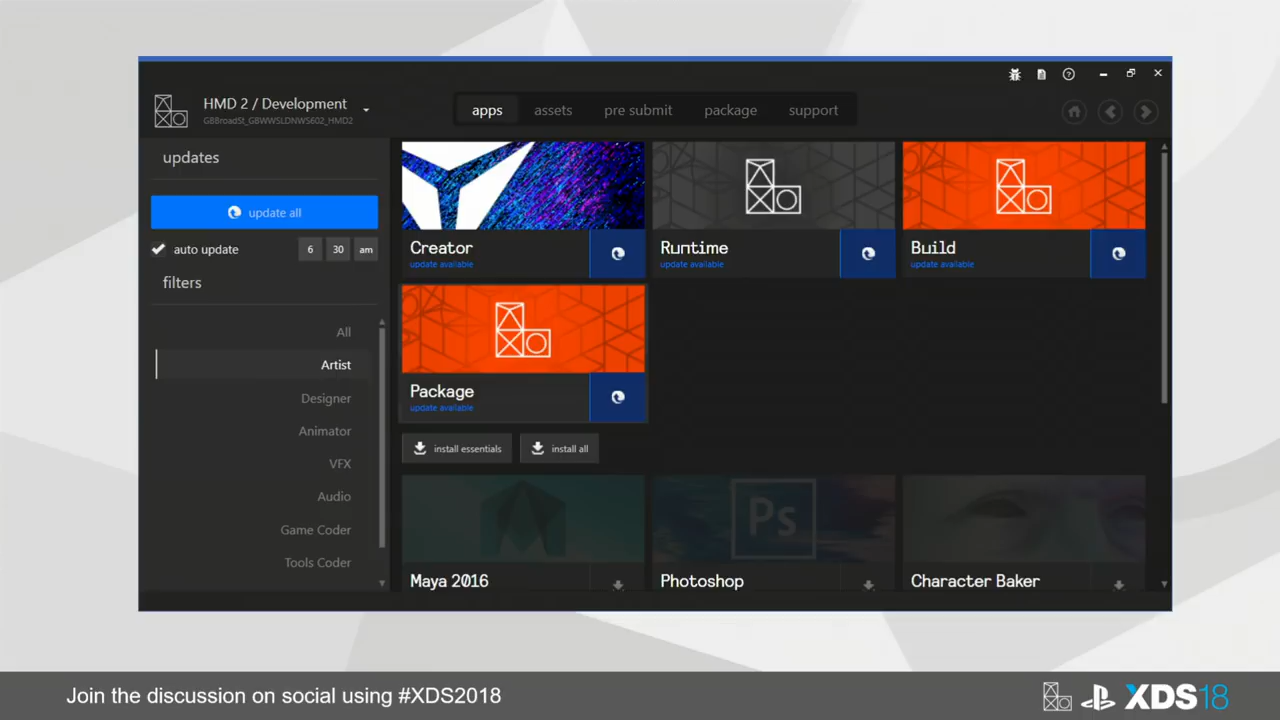 HMD 2 / Development
apps
assets
pre submit
package
support
updates
update all
auto update
6
30
am
filters
All
Artist
Designer
Animator
VFX
Audio
Game Coder
Tools Coder
Creator
update available
Runtime
update available
Build
update available
Package
update available
install essentials
install all
Ps
Maya 2016
Photoshop
Character Baker
Join the discussion on social using #XDS2018
XDS18